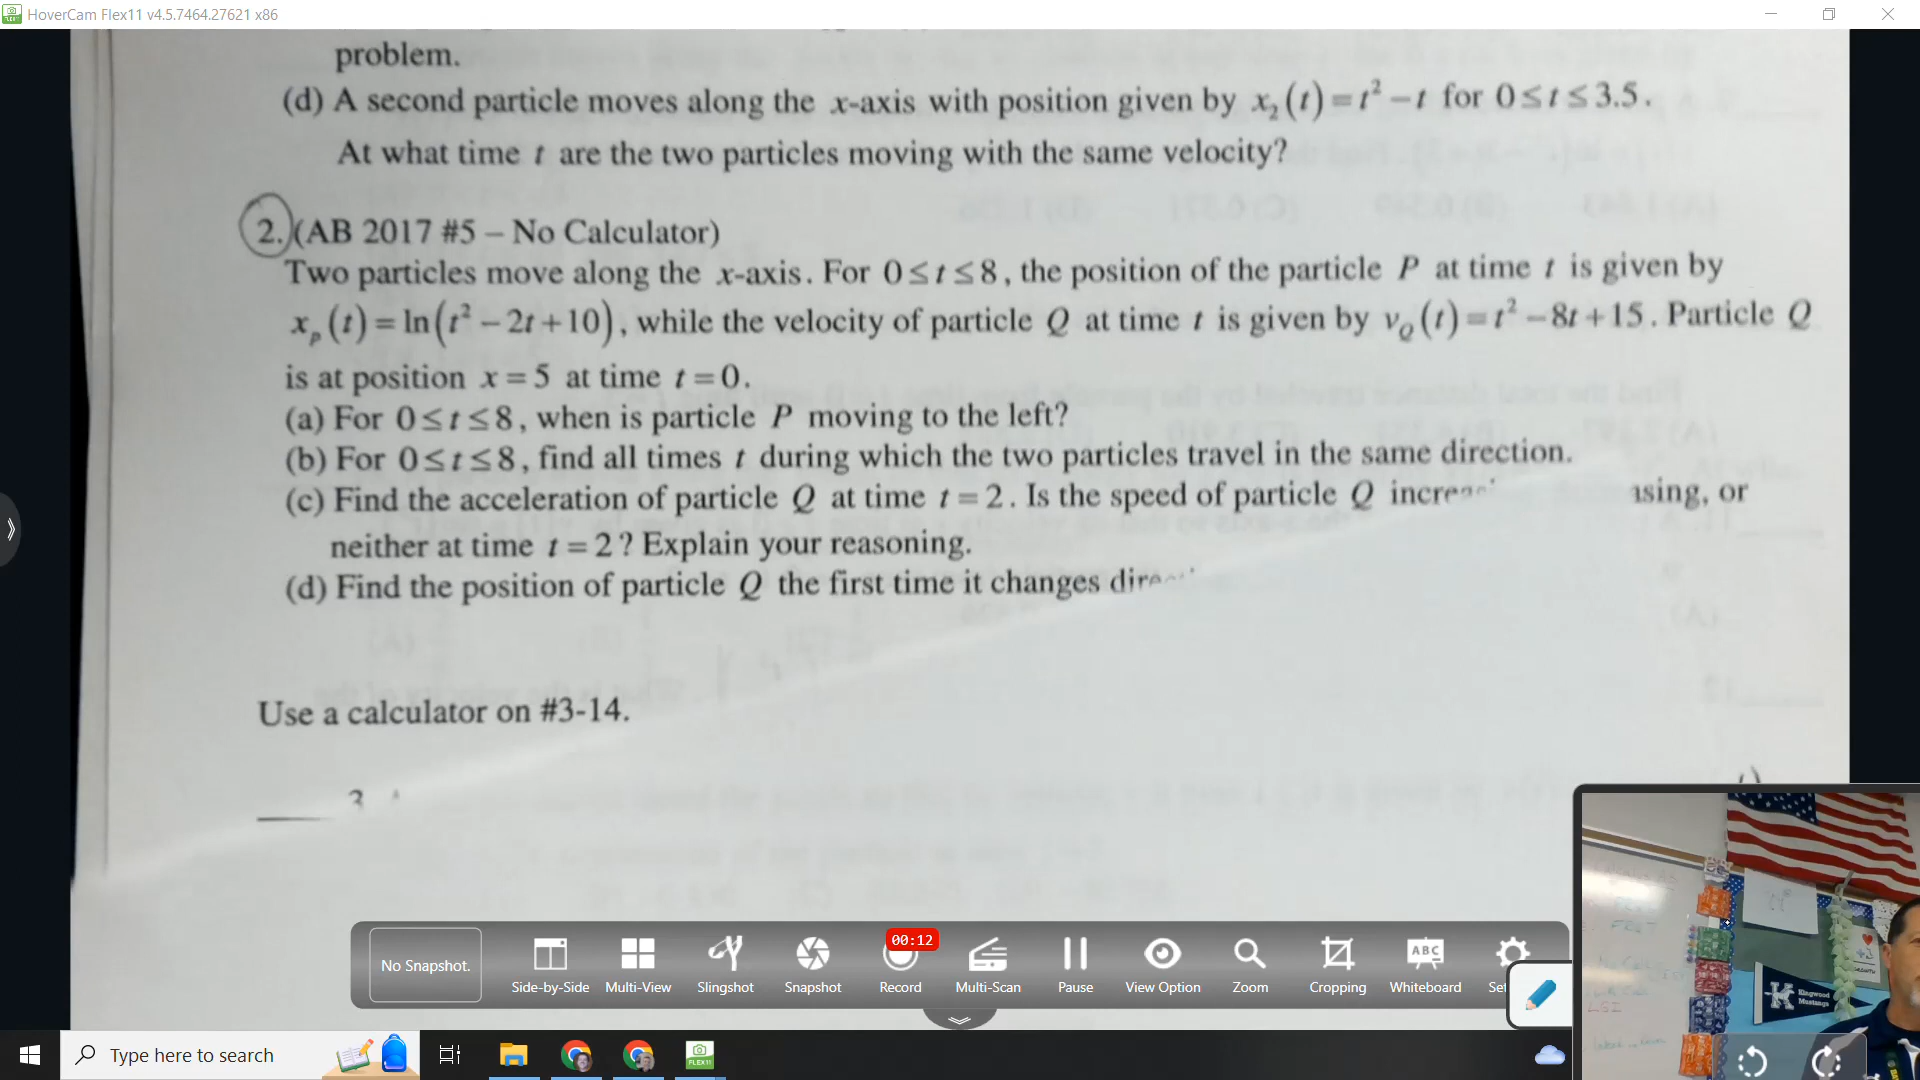 HoverCam Flex11 v4.5.7464.27621 x86
problem.
(d) A second particle moves along the x-axis with position given by x₂(t) = t² − t for 0 ≤ t ≤ 3.5.
At what time t are the two particles moving with the same velocity?
2. (AB 2017 #5 – No Calculator)
Two particles move along the x-axis. For 0 ≤ t ≤ 8, the position of the particle P at time t is given by
xₚ(t) = ln(t² − 2t + 10), while the velocity of particle Q at time t is given by v_Q(t) = t² − 8t + 15. Particle Q
is at position x = 5 at time t = 0.
(a) For 0 ≤ t ≤ 8, when is particle P moving to the left?
(b) For 0 ≤ t ≤ 8, find all times t during which the two particles travel in the same direction.
(c) Find the acceleration of particle Q at time t = 2. Is the speed of particle Q or
neither at time t = 2? Explain your reasoning.
(d) Find the position of particle Q the first time it changes
Use a calculator on #3-14.
3.
No Snapshot.
Side-by-Side
Multi-View
Slingshot
Snapshot
00:12
Record
Multi-Scan
Pause
View Option
Zoom
Cropping
ABC
Whiteboard
Kingwood
Mustangs
Type here to search
FLEX11